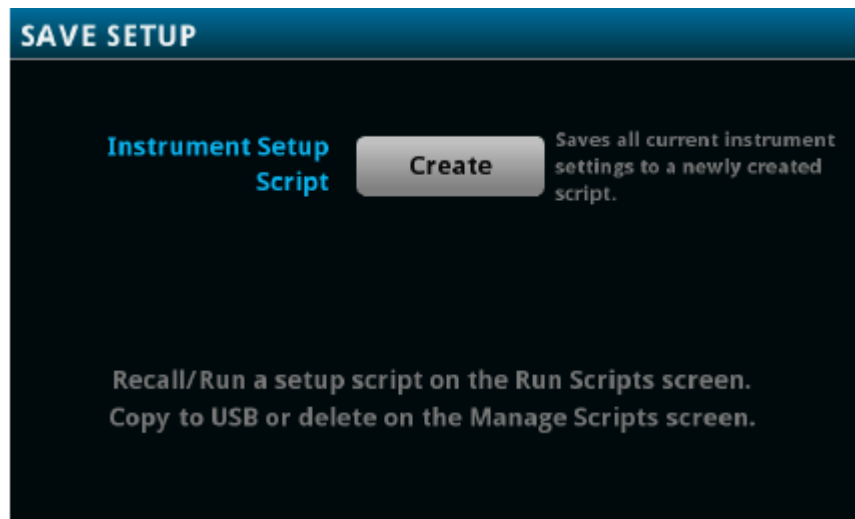 SAVE SETUP
Instrument Setup
Script
Create
Saves all current instrument
settings to a newly created
script.
Recall/Run a setup script on the Run Scripts screen.
Copy to USB or delete on the Manage Scripts screen.